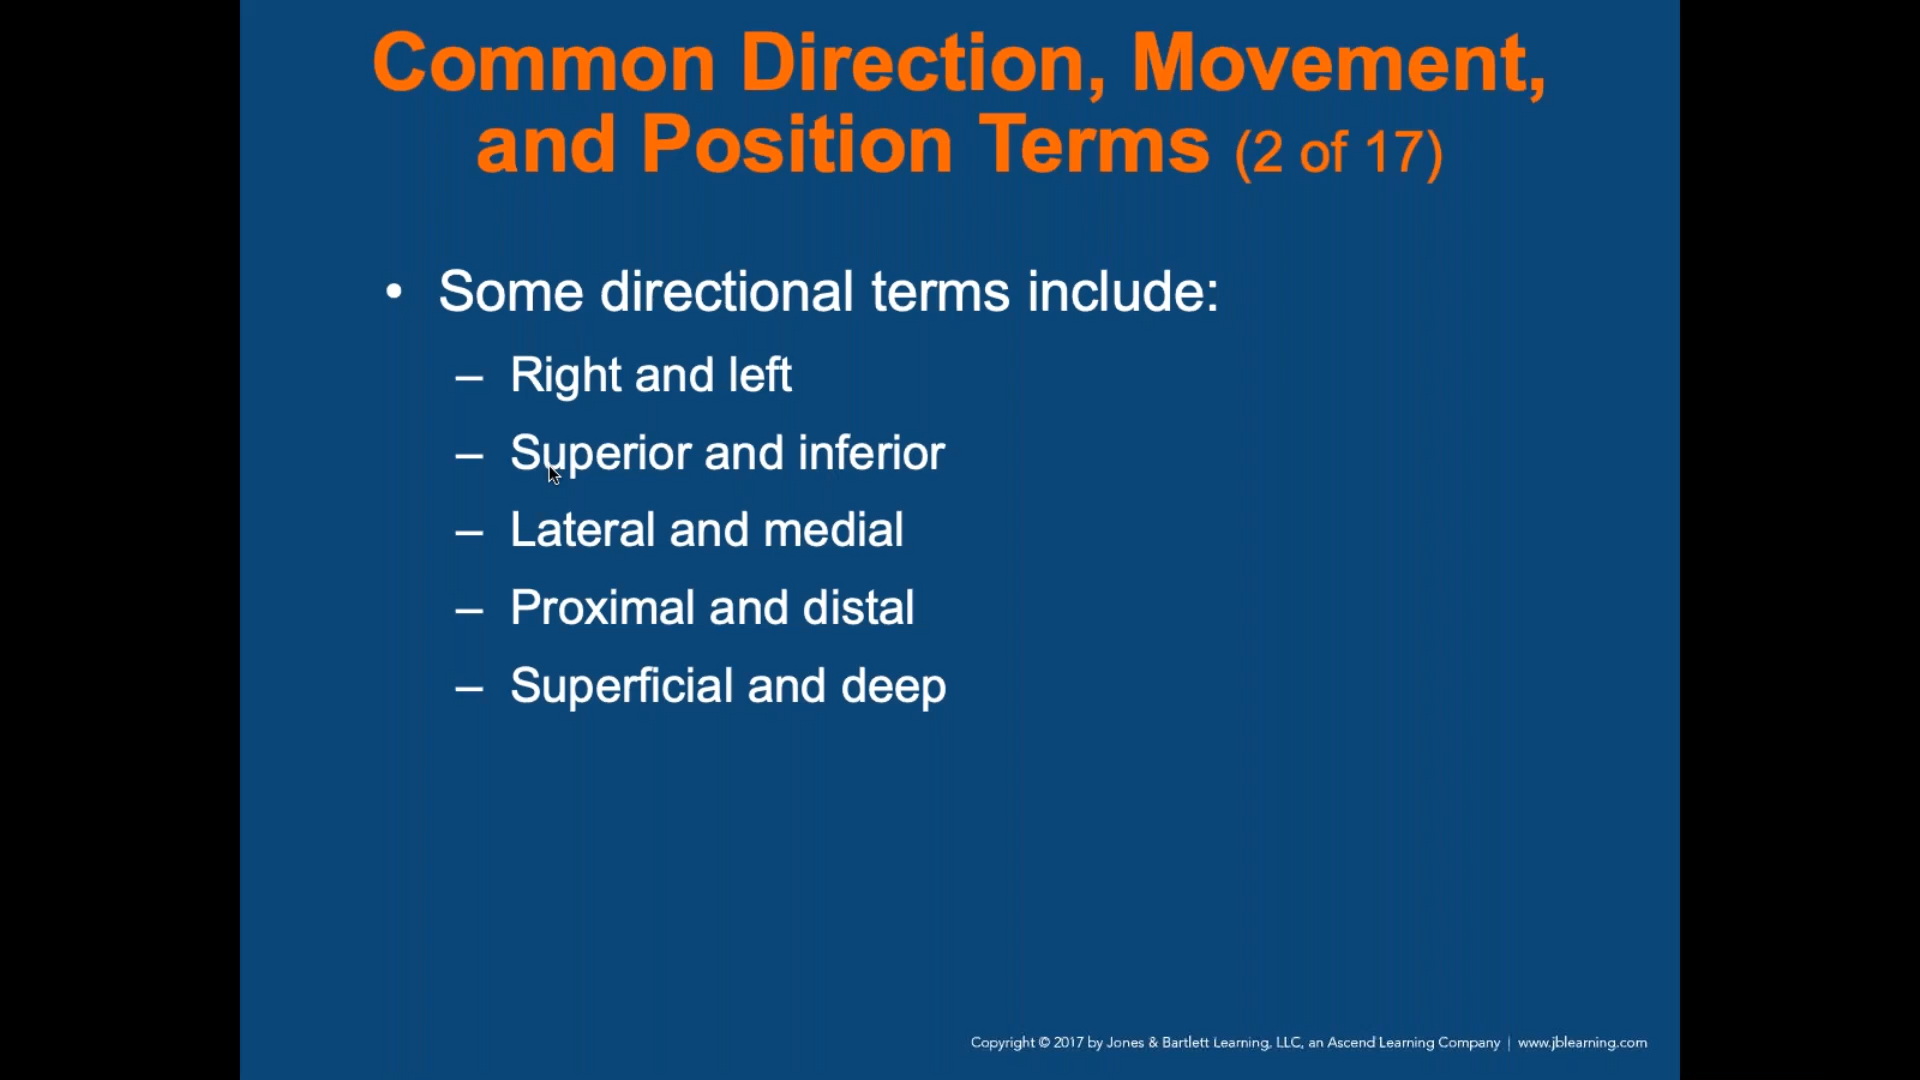 Common Direction, Movement,
and Position Terms (2 of 17)
• Some directional terms include:
– Right and left
– Superior and inferior
– Lateral and medial
– Proximal and distal
– Superficial and deep
Copyright © 2017 by Jones & Bartlett Learning, LLC, an Ascend Learning Company | www.jblearning.com